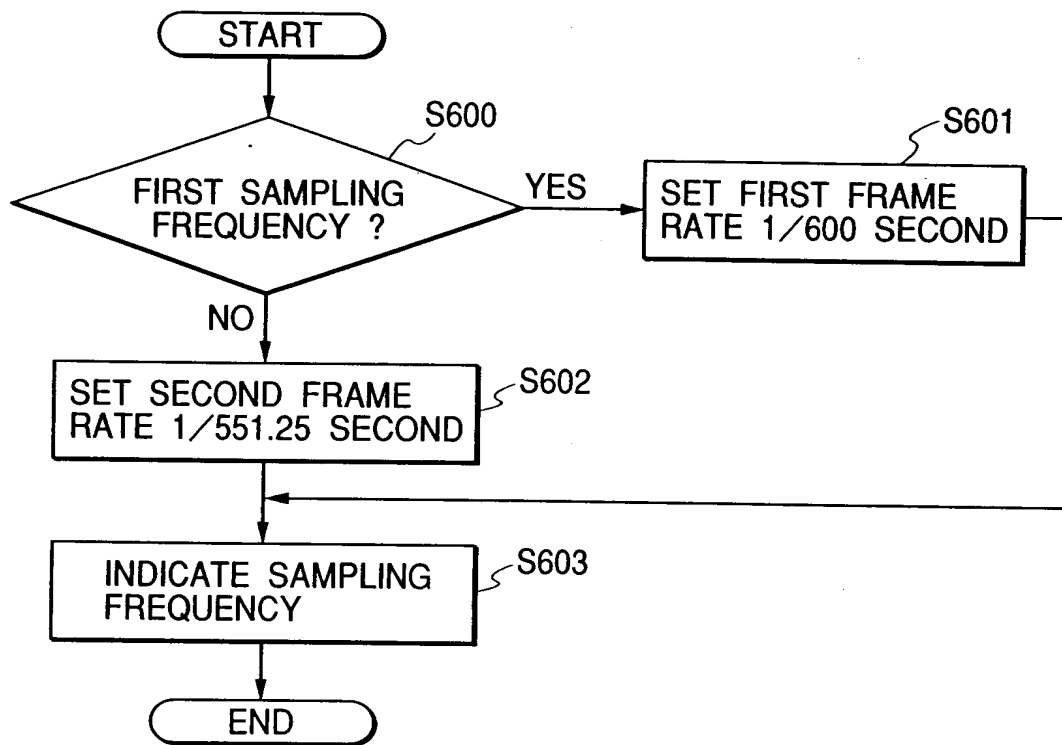 START
S600
FIRST SAMPLING
FREQUENCY ?
YES
S601
SET FIRST FRAME
RATE 1/600 SECOND
NO
S602
SET SECOND FRAME
RATE 1/551.25 SECOND
S603
INDICATE SAMPLING
FREQUENCY
END